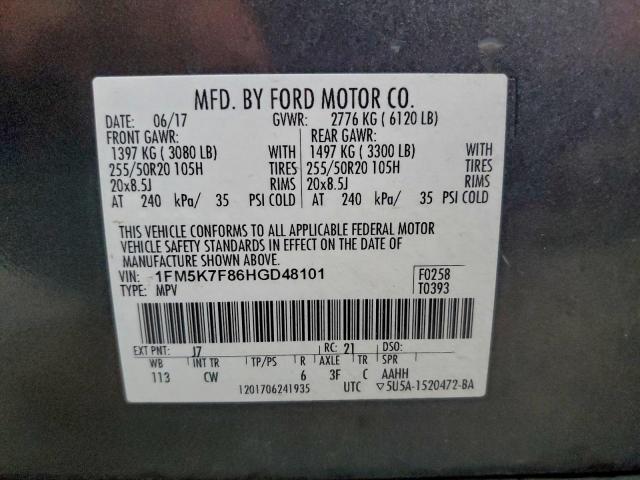 MFD. BY FORD MOTOR CO.
DATE: 06/17 GVWR: 2776 KG ( 6120 LB)
FRONT GAWR: REAR GAWR:
1397 KG ( 3080 LB) WITH 1497 KG ( 3300 LB) WITH
255/50R20 105H TIRES 255/50R20 105H TIRES
20x8.5J RIMS 20x8.5J RIMS
AT 240 kPa/ 35 PSI COLD AT 240 kPa/ 35 PSI COLD
THIS VEHICLE CONFORMS TO ALL APPLICABLE FEDERAL MOTOR
VEHICLE SAFETY STANDARDS IN EFFECT ON THE DATE OF
MANUFACTURE SHOWN ABOVE.
VIN: 1FM5K7F86HGD48101 F0258
TYPE: MPV T0393
EXT PNT: J7 RC: 21 DSO:
WB INT TR TP/PS R AXLE TR SPR
113 CW 6 3F C AAHH
1201706241935 UTC ▽5U5A-1520472-BA